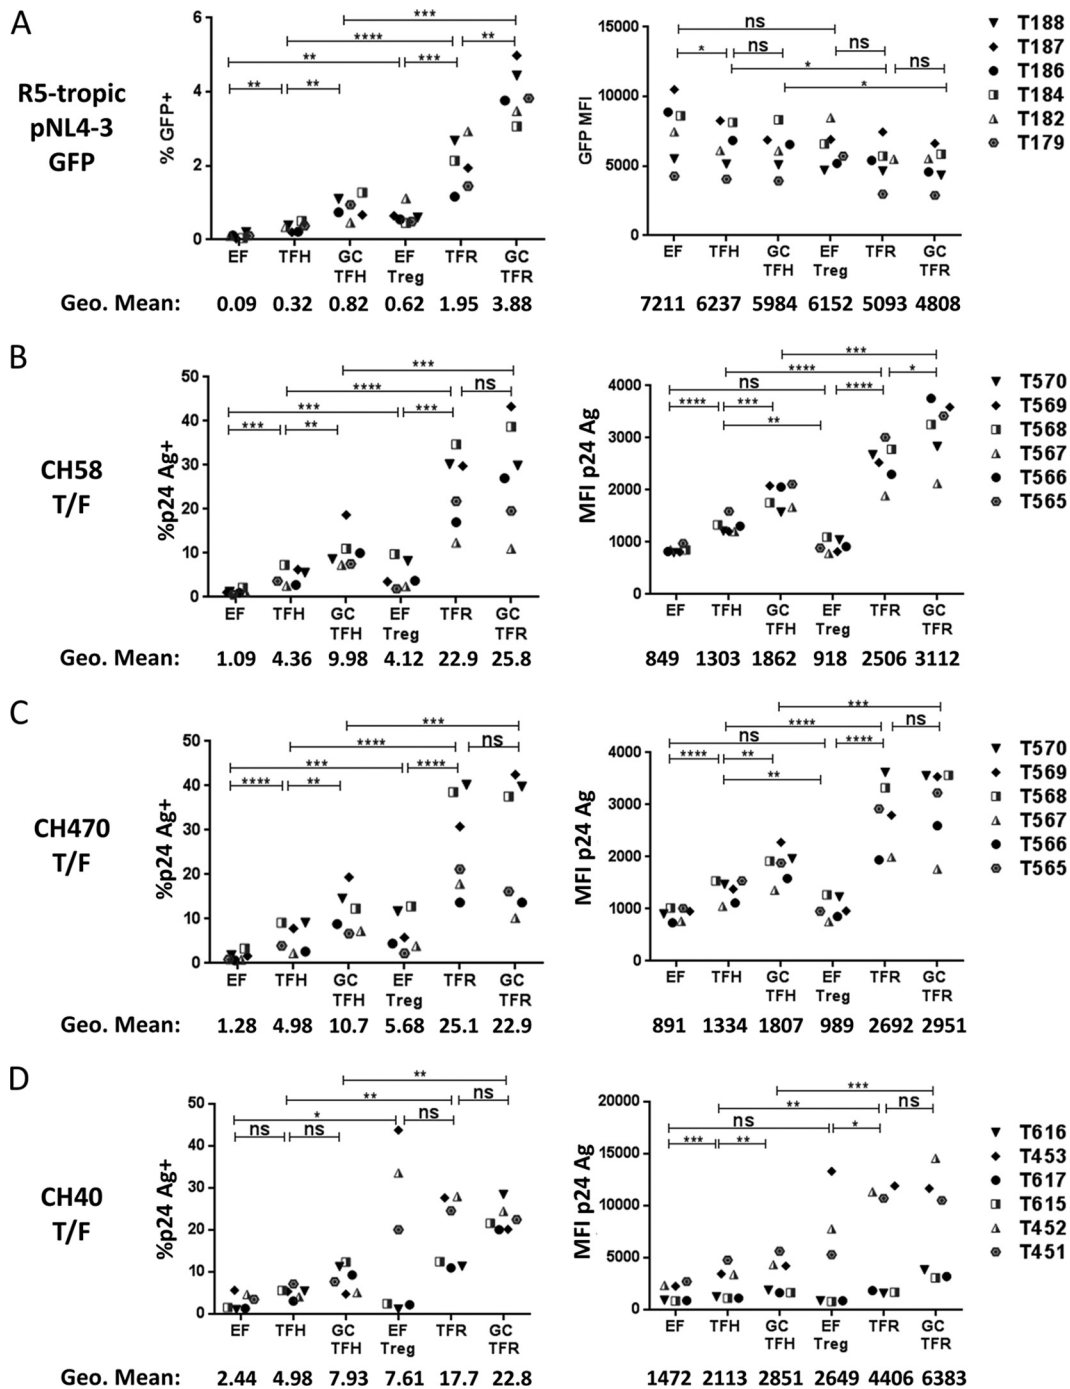 A
R5-tropic
pNL4-3
GFP
% GFP+
6
4
2
0
***
****
**
**
***
**
**
EF TFH GC TFH EF Treg TFR GC TFR
Geo. Mean: 0.09 0.32 0.82 0.62 1.95 3.88
GFP MFI
15000
10000
5000
0
ns
*
ns
ns
*
ns
*
EF TFH GC TFH EF Treg TFR GC TFR
7211 6237 5984 6152 5093 4808
T188
T187
T186
T184
T182
T179
B
CH58
T/F
%p24 Ag+
50
40
30
20
10
0
***
****
ns
***
***
***
**
EF TFH GC TFH EF Treg TFR GC TFR
Geo. Mean: 1.09 4.36 9.98 4.12 22.9 25.8
MFI p24 Ag
4000
3000
2000
1000
0
***
****
*
ns
****
****
***
**
EF TFH GC TFH EF Treg TFR GC TFR
849 1303 1862 918 2506 3112
T570
T569
T568
T567
T566
T565
C
CH470
T/F
%p24 Ag+
50
40
30
20
10
0
***
****
ns
***
****
****
**
EF TFH GC TFH EF Treg TFR GC TFR
Geo. Mean: 1.28 4.98 10.7 5.68 25.1 22.9
MFI p24 Ag
4000
3000
2000
1000
0
***
****
ns
ns
****
****
**
**
EF TFH GC TFH EF Treg TFR GC TFR
891 1334 1807 989 2692 2951
T570
T569
T568
T567
T566
T565
D
CH40
T/F
%p24 Ag+
50
40
30
20
10
0
**
**
ns
*
ns
ns
ns
EF TFH GC TFH EF Treg TFR GC TFR
Geo. Mean: 2.44 4.98 7.93 7.61 17.7 22.8
MFI p24 Ag
20000
15000
10000
5000
0
***
**
ns
ns
*
***
**
EF TFH GC TFH EF Treg TFR GC TFR
1472 2113 2851 2649 4406 6383
T616
T453
T617
T615
T452
T451